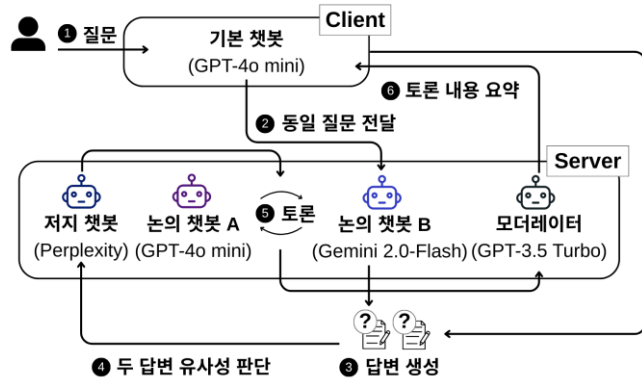 Client
❶ 질문
기본 챗봇
(GPT-4o mini)
❻ 토론 내용 요약
❷ 동일 질문 전달
Server
저지 챗봇
(Perplexity)
논의 챗봇 A
(GPT-4o mini)
❺ 토론
논의 챗봇 B
(Gemini 2.0-Flash)
모더레이터
(GPT-3.5 Turbo)
? ?
❹ 두 답변 유사성 판단
❸ 답변 생성